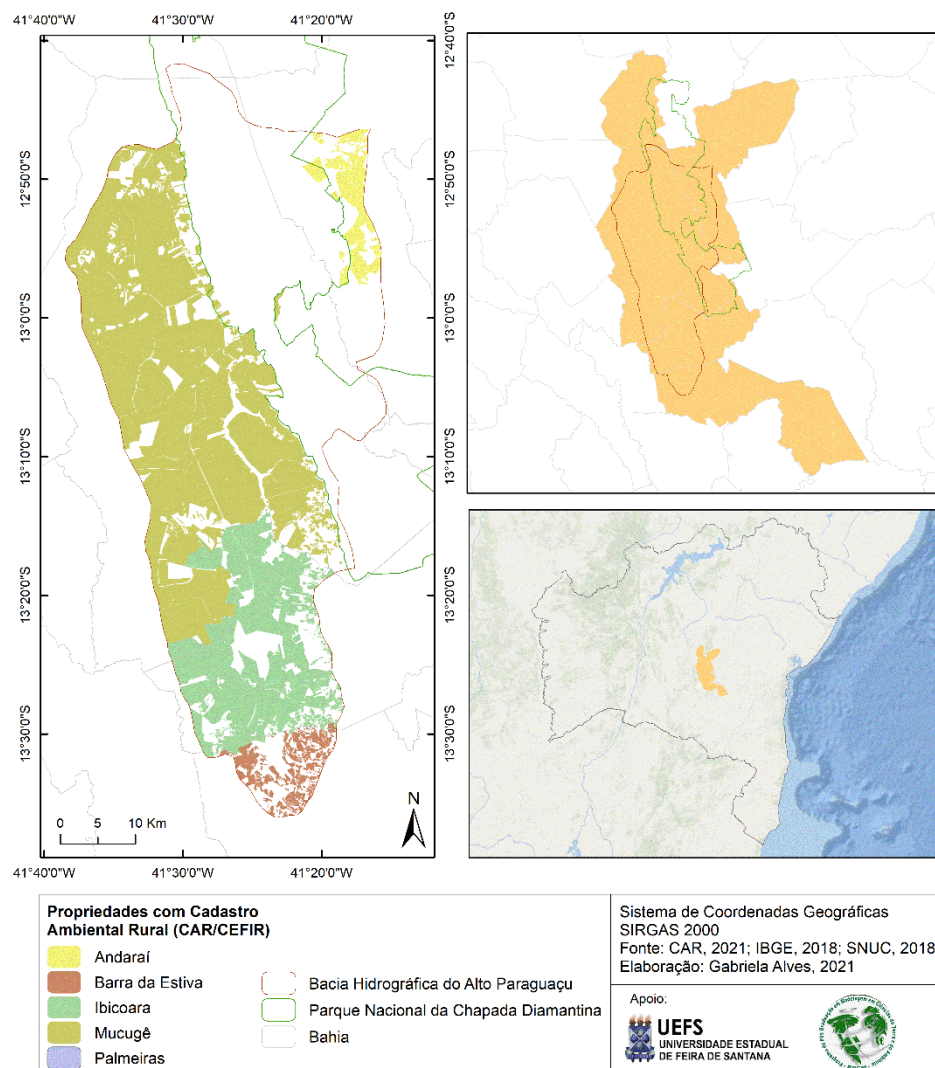 41°40'0"W 41°30'0"W 41°20'0"W
12°40'0"S
12°50'0"S
13°0'0"S
13°10'0"S
13°20'0"S
13°30'0"S
12°40'0"S
12°50'0"S
13°0'0"S
13°10'0"S
13°20'0"S
13°30'0"S
N
0 5 10 Km
41°40'0"W 41°30'0"W 41°20'0"W
Propriedades com Cadastro
Ambiental Rural (CAR/CEFIR)
Andaraí
Barra da Estiva
Ibicoara
Mucugê
Palmeiras
Bacia Hidrográfica do Alto Paraguaçu
Parque Nacional da Chapada Diamantina
Bahia
Sistema de Coordenadas Geográficas
SIRGAS 2000
Fonte: CAR, 2021; IBGE, 2018; SNUC, 2018
Elaboração: Gabriela Alves, 2021
Apoio:
UEFS
UNIVERSIDADE ESTADUAL
DE FEIRA DE SANTANA